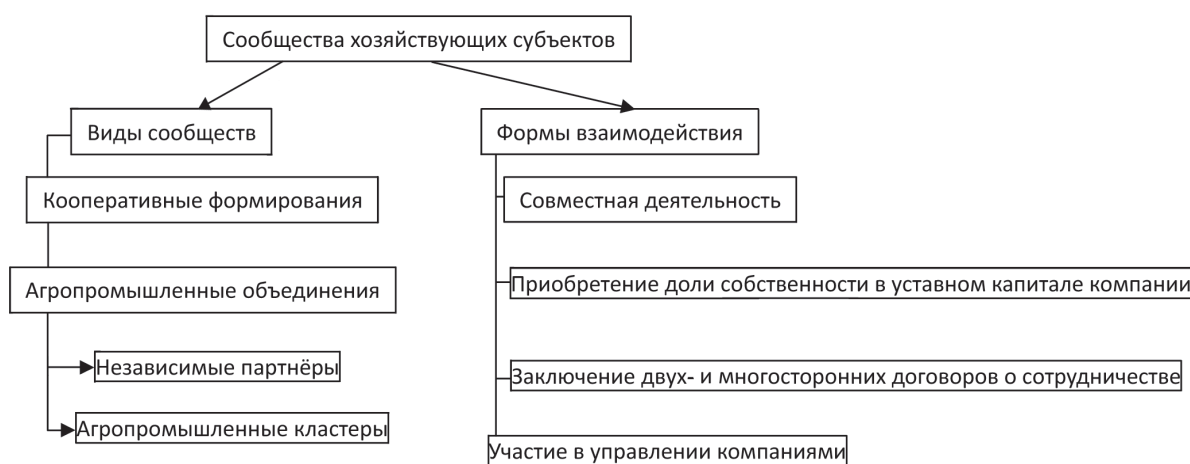 Сообщества хозяйствующих субъектов
Виды сообществ
Кооперативные формирования
Агропромышленные объединения
Независимые партнёры
Агропромышленные кластеры
Формы взаимодействия
Совместная деятельность
Приобретение доли собственности в уставном капитале компании
Заключение двух- и многосторонних договоров о сотрудничестве
Участие в управлении компаниями